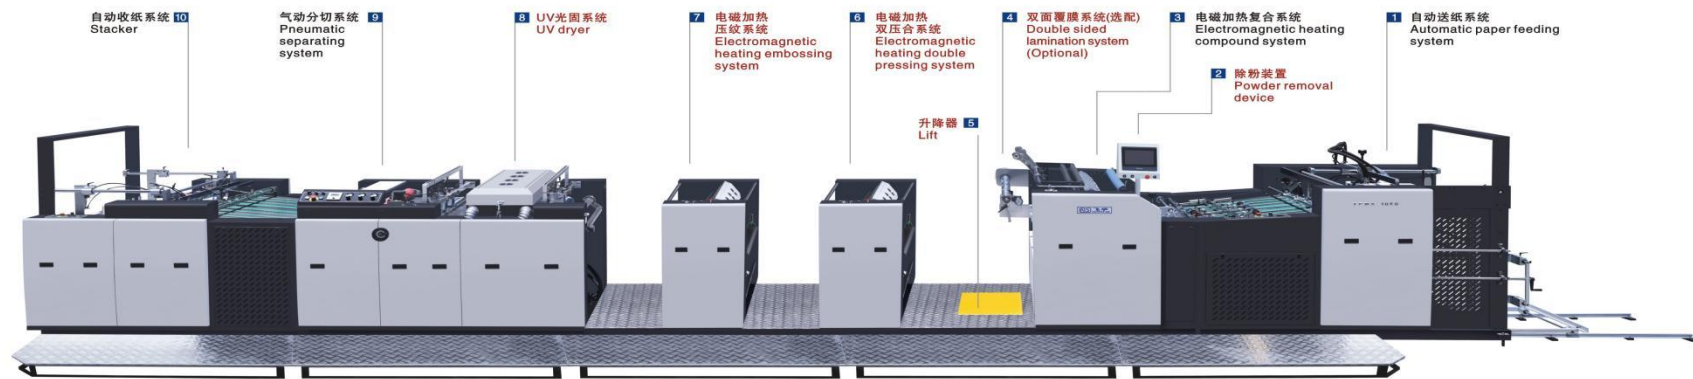 自动收纸系统 10
Stacker
气动分切系统 9
Pneumatic
separating
system
8 UV光固系统
UV dryer
7 电磁加热
压纹系统
Electromagnetic
heating embossing
system
6 电磁加热
双压合系统
Electromagnetic
heating double
pressing system
升降器 5
Lift
4 双面覆膜系统(选配)
Double sided
lamination system
(Optional)
3 电磁加热复合系统
Electromagnetic heating
compound system
2 除粉装置
Powder removal
device
1 自动送纸系统
Automatic paper feeding
system